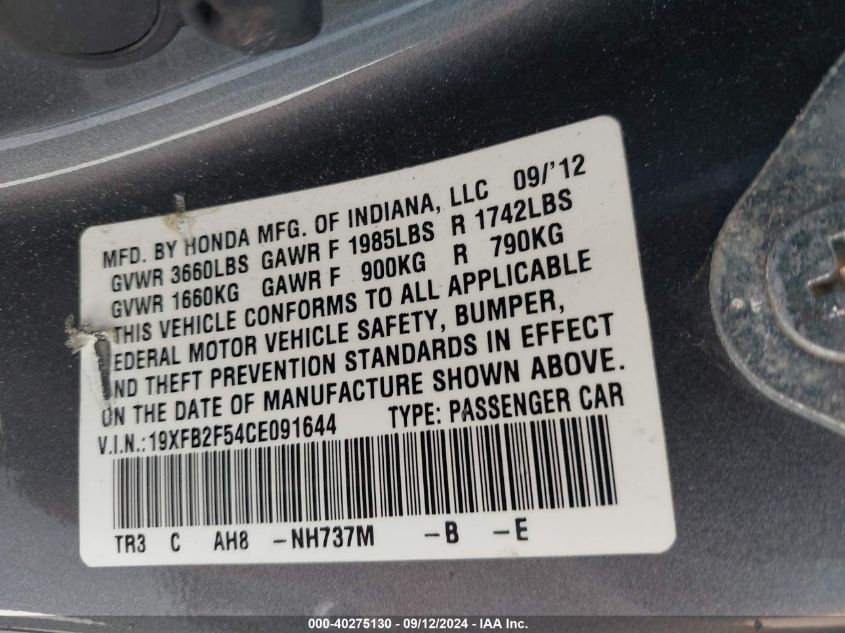 MFD. BY HONDA MFG. OF INDIANA, LLC 09/'12
GVWR 3660LBS GAWR F 1985LBS R 1742LBS
GVWR 1660KG GAWR F 900KG R 790KG
THIS VEHICLE CONFORMS TO ALL APPLICABLE
EDERAL MOTOR VEHICLE SAFETY, BUMPER,
ND THEFT PREVENTION STANDARDS IN EFFECT
ON THE DATE OF MANUFACTURE SHOWN ABOVE.
V.I.N.: 19XFB2F54CE091644 TYPE: PASSENGER CAR
TR3 C AH8 -NH737M -B -E
000-40275130 - 09/12/2024 - IAA Inc.